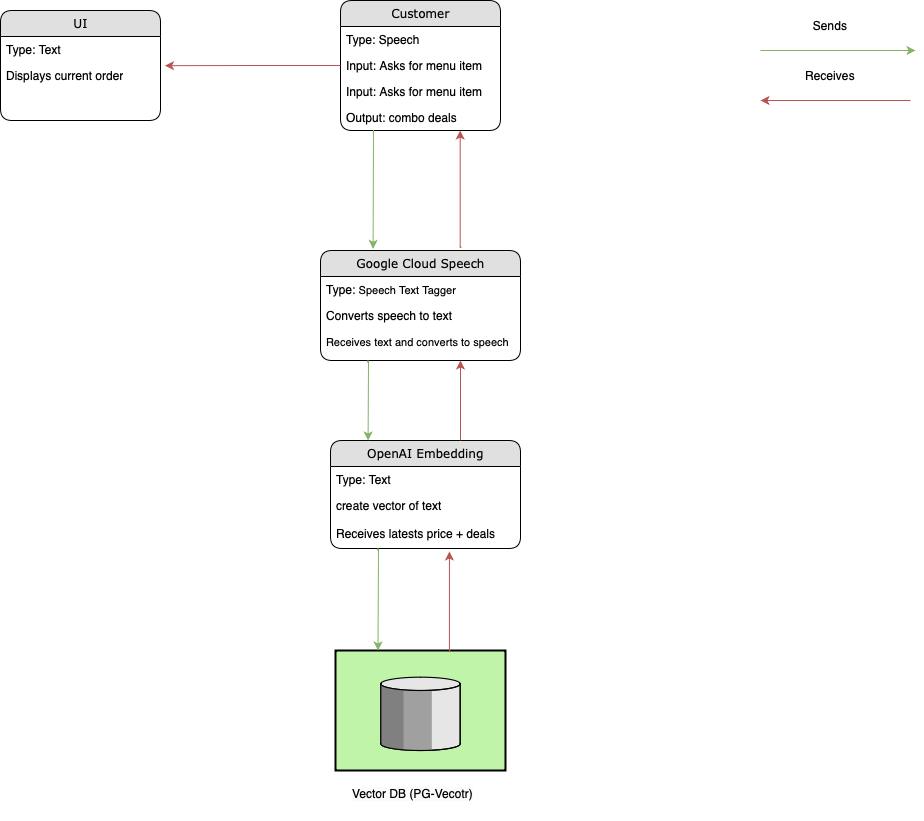 UI
Type: Text
Displays current order
Customer
Type: Speech
Input: Asks for menu item
Input: Asks for menu item
Output: combo deals
Sends
Receives
Google Cloud Speech
Type: Speech Text Tagger
Converts speech to text
Receives text and converts to speech
OpenAI Embedding
Type: Text
create vector of text
Receives latests price + deals
Vector DB (PG-Vecotr)